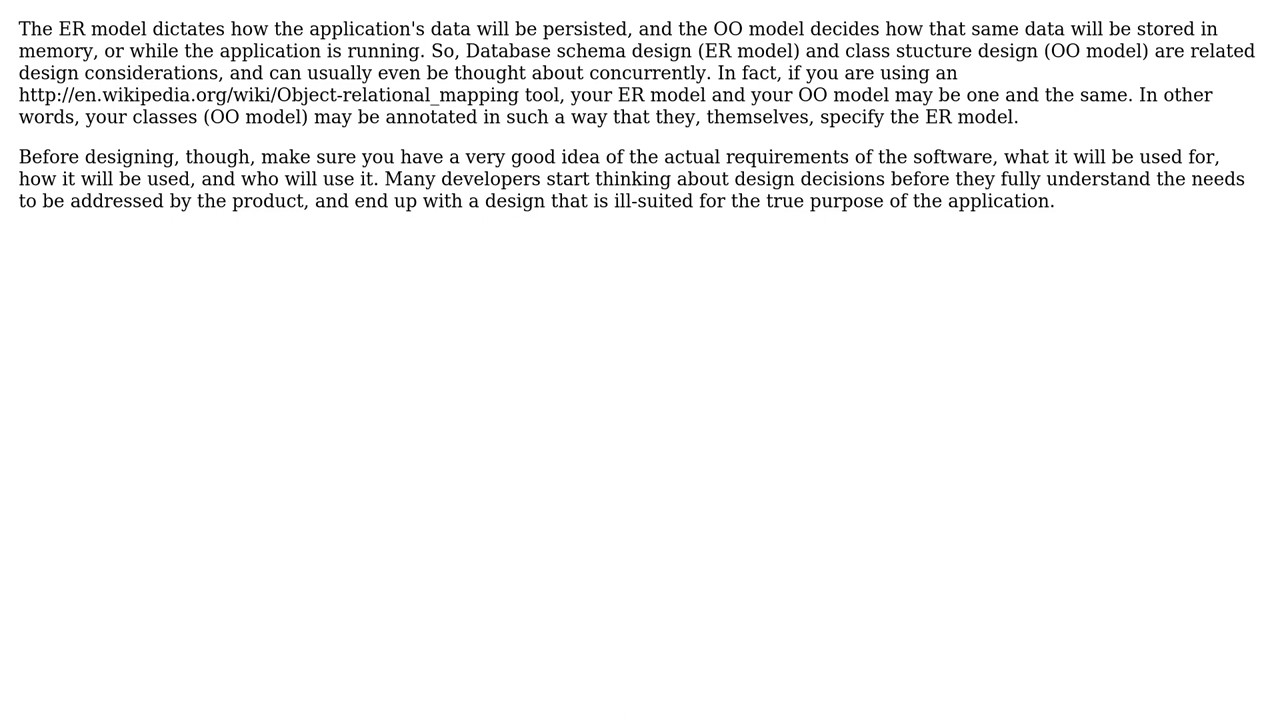 The ER model dictates how the application's data will be persisted, and the OO model decides how that same data will be stored in
memory, or while the application is running. So, Database schema design (ER model) and class stucture design (OO model) are related
design considerations, and can usually even be thought about concurrently. In fact, if you are using an
http://en.wikipedia.org/wiki/Object-relational_mapping tool, your ER model and your OO model may be one and the same. In other
words, your classes (OO model) may be annotated in such a way that they, themselves, specify the ER model.
Before designing, though, make sure you have a very good idea of the actual requirements of the software, what it will be used for,
how it will be used, and who will use it. Many developers start thinking about design decisions before they fully understand the needs
to be addressed by the product, and end up with a design that is ill-suited for the true purpose of the application.